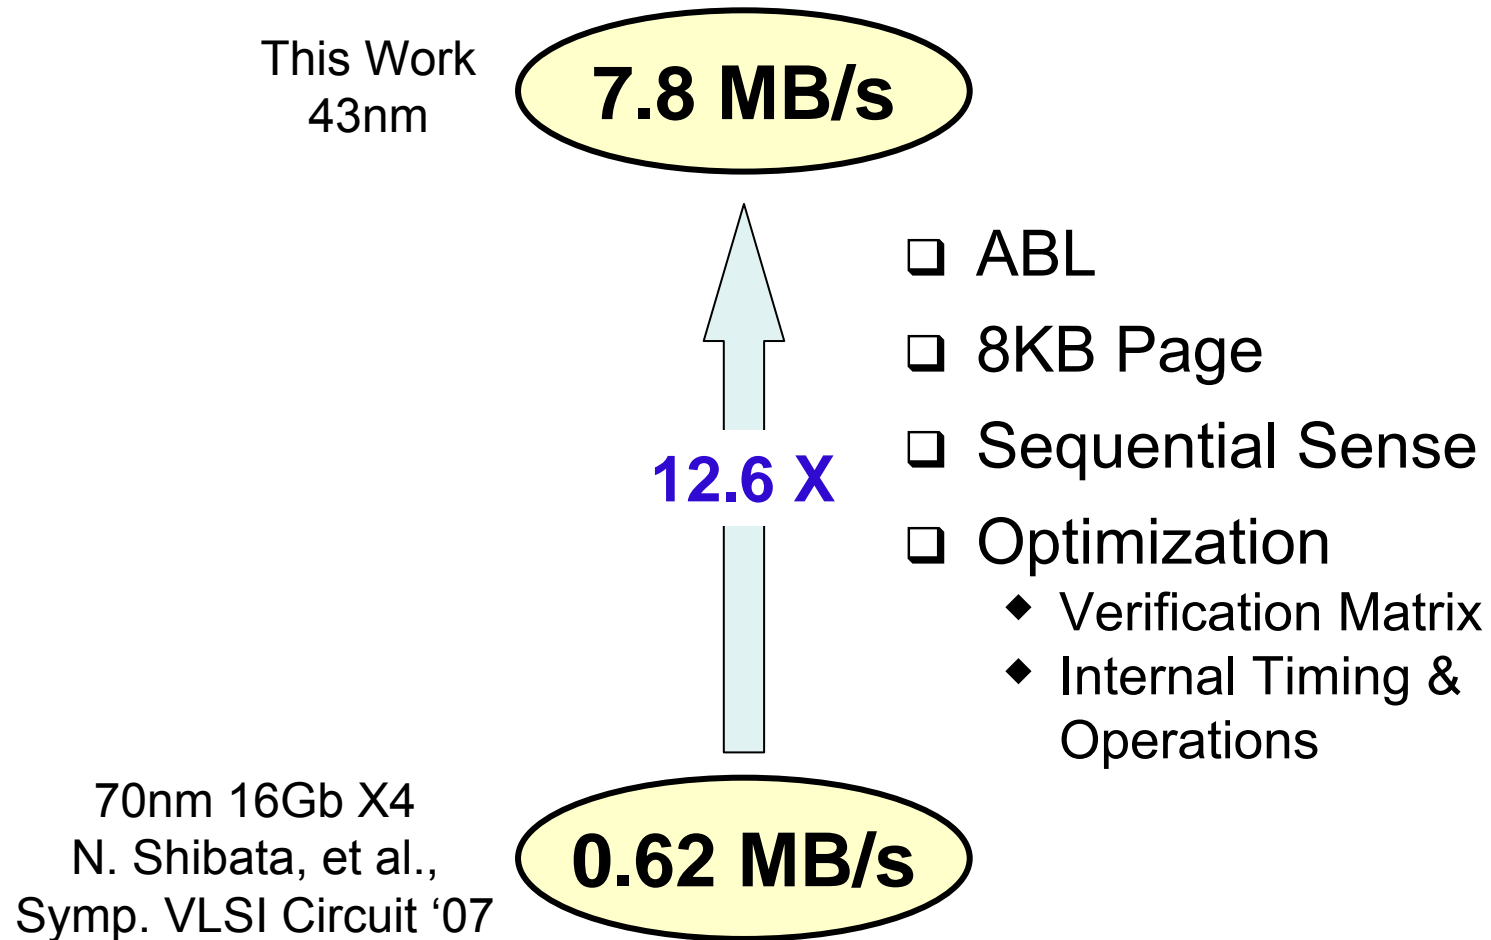 This Work
43nm
7.8 MB/s
12.6 X
❑ ABL
❑ 8KB Page
❑ Sequential Sense
❑ Optimization
◆ Verification Matrix
◆ Internal Timing &
Operations
70nm 16Gb X4
N. Shibata, et al.,
Symp. VLSI Circuit ‘07
0.62 MB/s